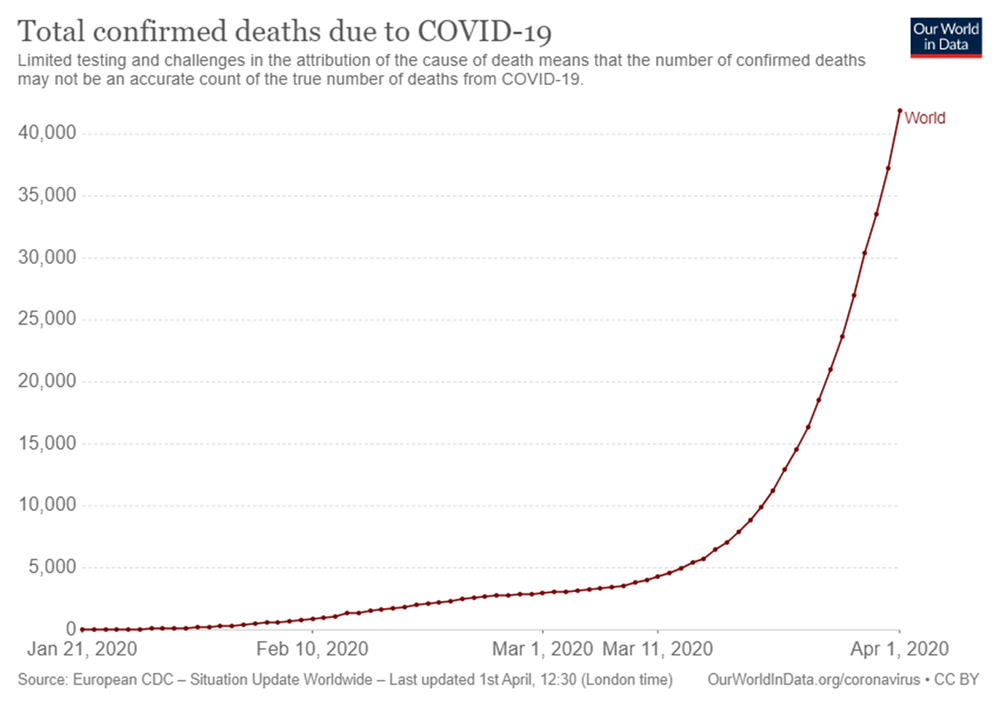 Total confirmed deaths due to COVID-19
Our World
in Data
Limited testing and challenges in the attribution of the cause of death means that the number of confirmed deaths
may not be an accurate count of the true number of deaths from COVID-19.
World
40,000
35,000
30,000
25,000
20,000
15,000
10,000
5,000
0
Jan 21, 2020 Feb 10, 2020 Mar 1, 2020 Mar 11, 2020 Apr 1, 2020
Source: European CDC – Situation Update Worldwide – Last updated 1st April, 12:30 (London time) OurWorldInData.org/coronavirus • CC BY